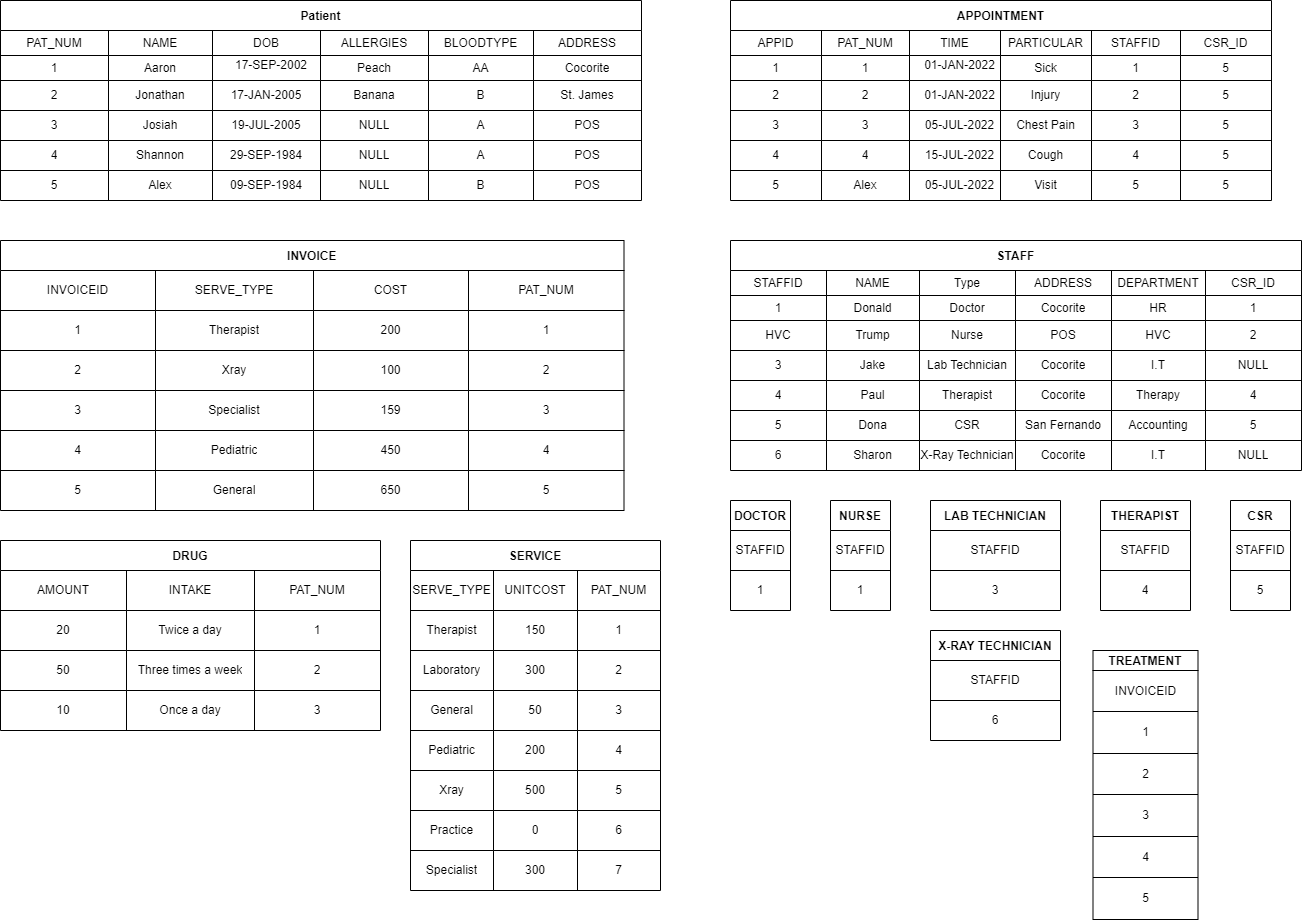 Patient
PAT_NUM NAME DOB ALLERGIES BLOODTYPE ADDRESS
1 Aaron 17-SEP-2002 Peach AA Cocorite
2 Jonathan 17-JAN-2005 Banana B St. James
3 Josiah 19-JUL-2005 NULL A POS
4 Shannon 29-SEP-1984 NULL A POS
5 Alex 09-SEP-1984 NULL B POS
APPOINTMENT
APPID PAT_NUM TIME PARTICULAR STAFFID CSR_ID
1 1 01-JAN-2022 Sick 1 5
2 2 01-JAN-2022 Injury 2 5
3 3 05-JUL-2022 Chest Pain 3 5
4 4 15-JUL-2022 Cough 4 5
5 Alex 05-JUL-2022 Visit 5 5
INVOICE
INVOICEID SERVE_TYPE COST PAT_NUM
1 Therapist 200 1
2 Xray 100 2
3 Specialist 159 3
4 Pediatric 450 4
5 General 650 5
STAFF
STAFFID NAME Type ADDRESS DEPARTMENT CSR_ID
1 Donald Doctor Cocorite HR 1
HVC Trump Nurse POS HVC 2
3 Jake Lab Technician Cocorite I.T NULL
4 Paul Therapist Cocorite Therapy 4
5 Dona CSR San Fernando Accounting 5
6 Sharon X-Ray Technician Cocorite I.T NULL
DRUG
AMOUNT INTAKE PAT_NUM
20 Twice a day 1
50 Three times a week 2
10 Once a day 3
SERVICE
SERVE_TYPE UNITCOST PAT_NUM
Therapist 150 1
Laboratory 300 2
General 50 3
Pediatric 200 4
Xray 500 5
Practice 0 6
Specialist 300 7
DOCTOR
STAFFID
1
NURSE
STAFFID
1
LAB TECHNICIAN
STAFFID
3
THERAPIST
STAFFID
4
CSR
STAFFID
5
X-RAY TECHNICIAN
STAFFID
6
TREATMENT
INVOICEID
1
2
3
4
5